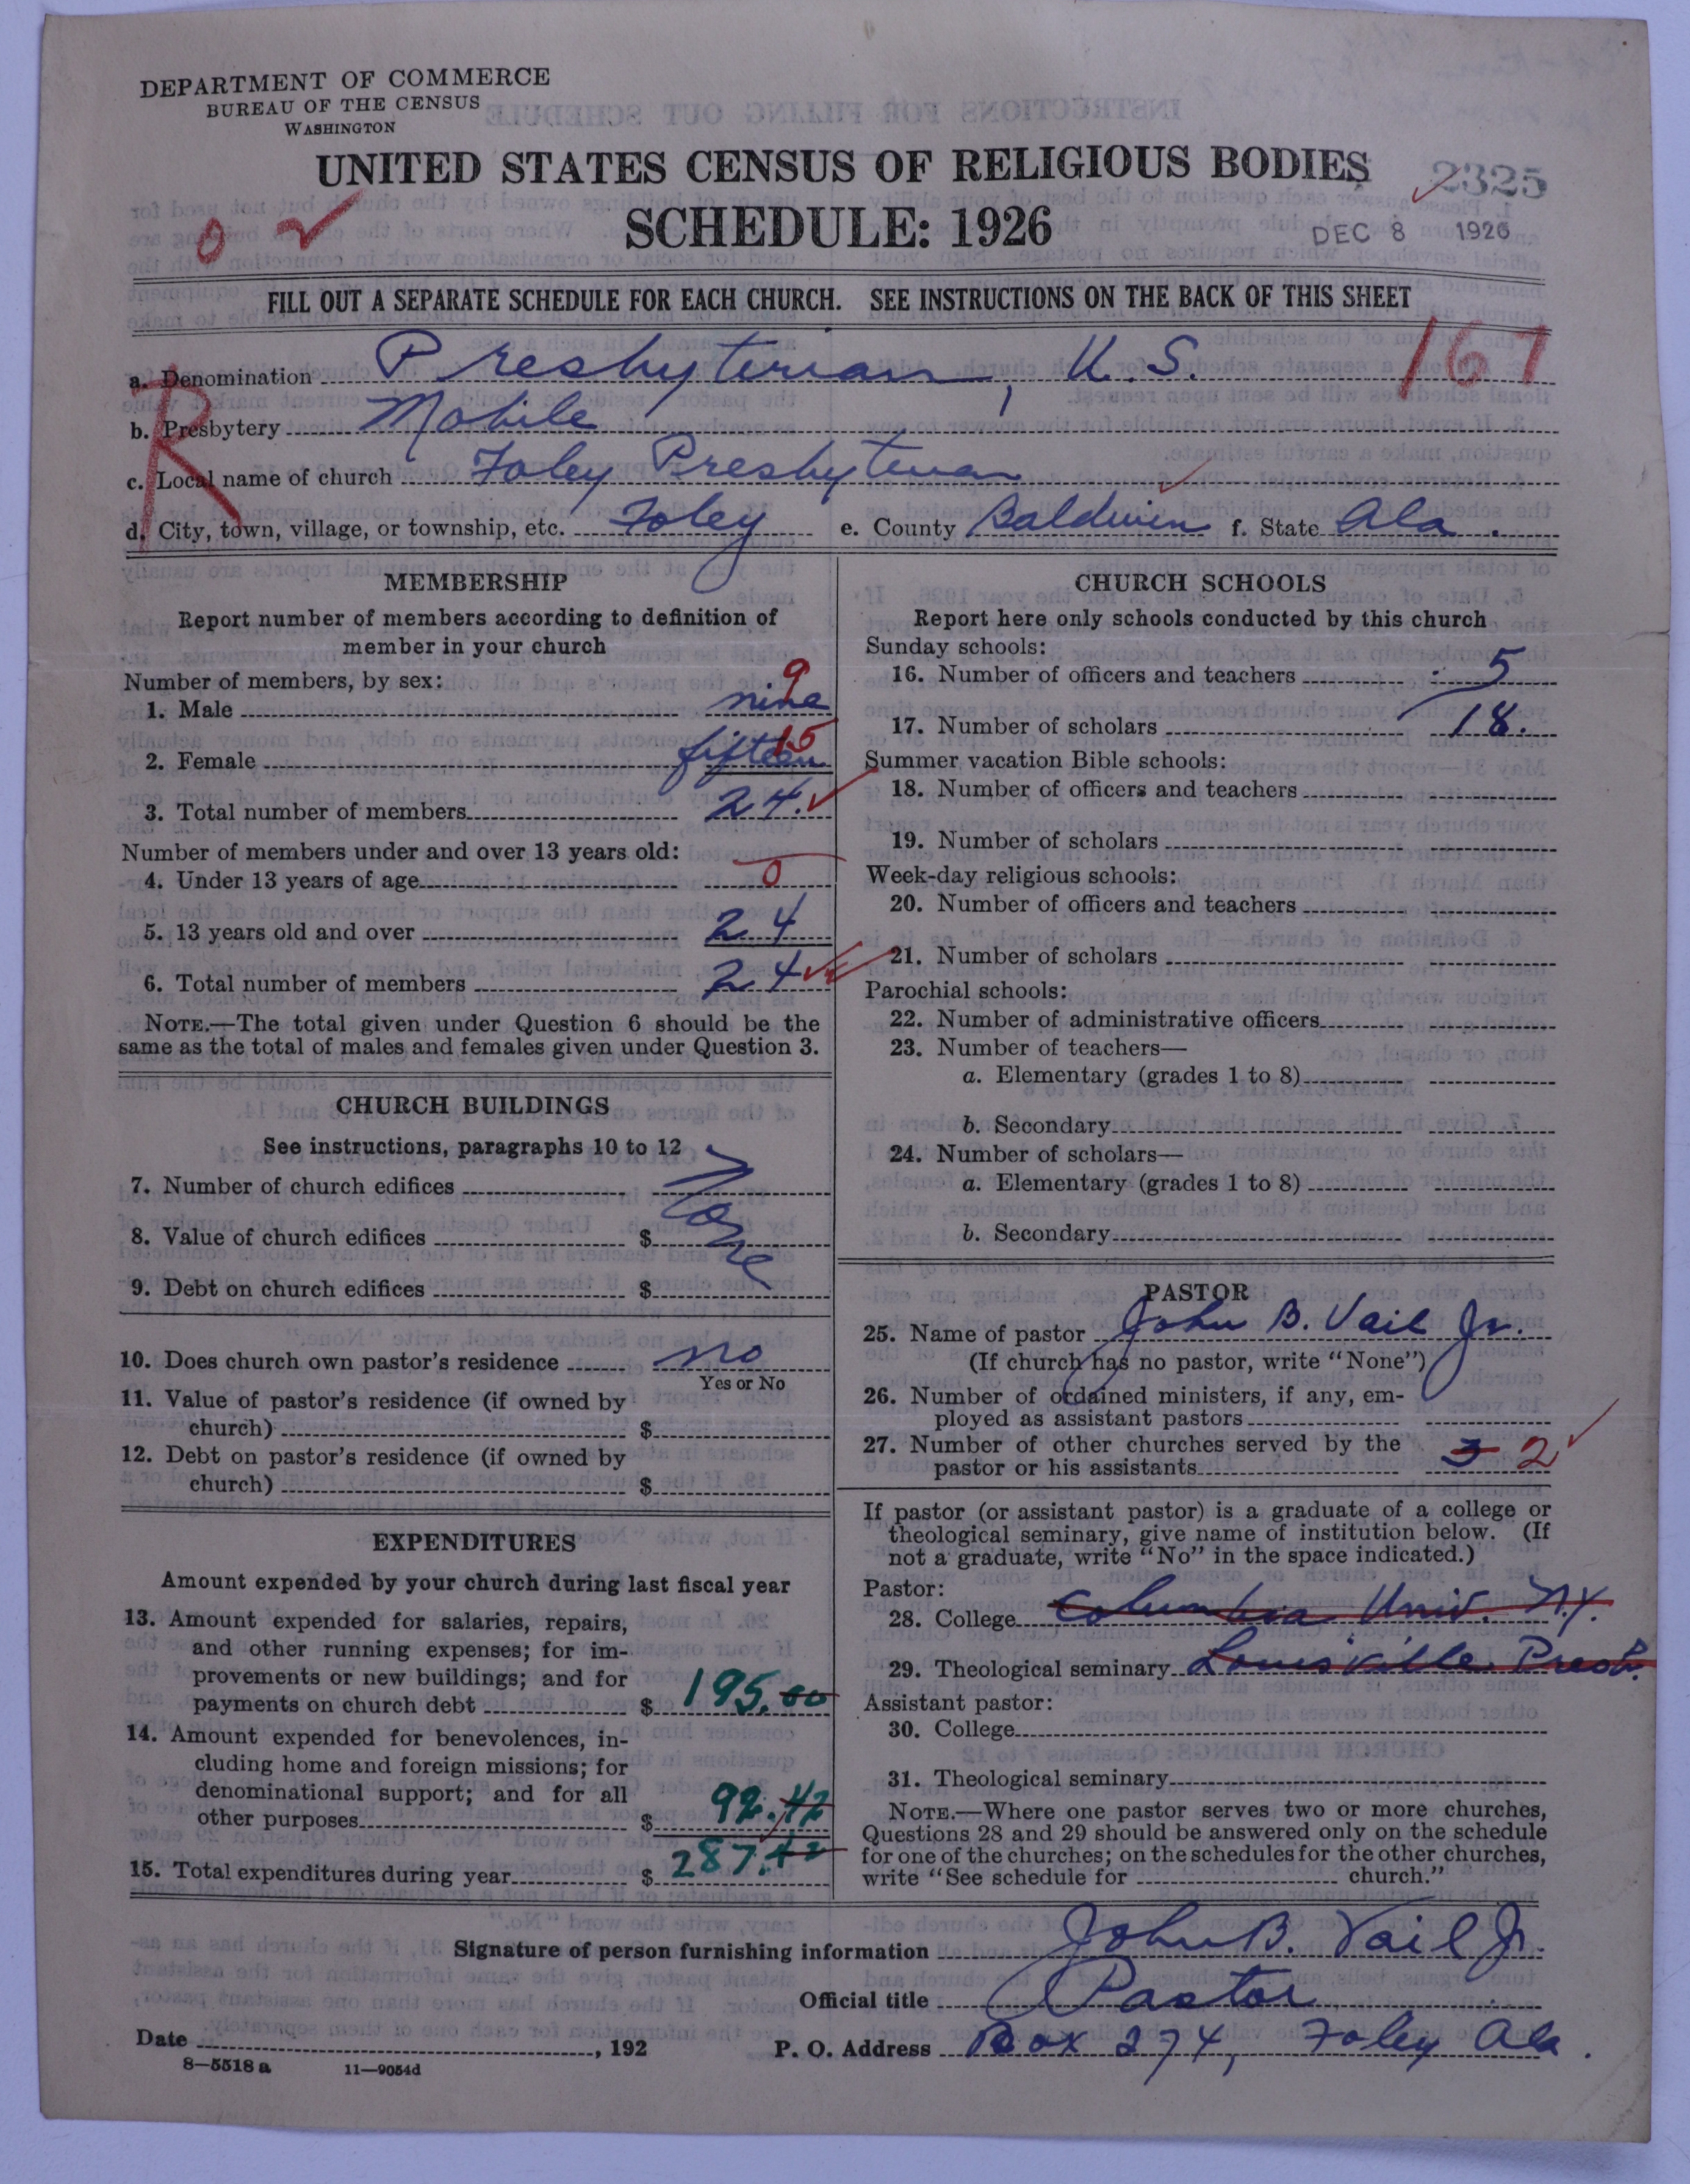 DEPARTMENT OF COMMERCE
BUREAU OF THE CENSUS
WASHINGTON
UNITED STATES CENSUS OF RELIGIOUS BODIES
2325
SCHEDULE: 1926
DEC 8 1926
FILL OUT A SEPARATE SCHEDULE FOR EACH CHURCH. SEE INSTRUCTIONS ON THE BACK OF THIS SHEET
167
R
a. Denomination Presbyterian, U. S.
b. Presbytery Mobile
c. Local name of church Foley Presbyterian
d. City, town, village, or township, etc. Foley e. County Baldwin f. State Ala.
MEMBERSHIP
Report number of members according to definition of
member in your church
Number of members, by sex:
1. Male nine 9
2. Female fifteen 15
3. Total number of members 24.
Number of members under and over 13 years old:
4. Under 13 years of age 0
5. 13 years old and over 24
6. Total number of members 24
NOTE.—The total given under Question 6 should be the
same as the total of males and females given under Question 3.
CHURCH BUILDINGS
See instructions, paragraphs 10 to 12
7. Number of church edifices None
8. Value of church edifices $
9. Debt on church edifices $
10. Does church own pastor's residence no
Yes or No
11. Value of pastor's residence (if owned by
church) $
12. Debt on pastor's residence (if owned by
church) $
EXPENDITURES
Amount expended by your church during last fiscal year
13. Amount expended for salaries, repairs,
and other running expenses; for im-
provements or new buildings; and for
payments on church debt $ 195.00
14. Amount expended for benevolences, in-
cluding home and foreign missions; for
denominational support; and for all
other purposes $ 92.42
15. Total expenditures during year $ 287.42
CHURCH SCHOOLS
Report here only schools conducted by this church
Sunday schools:
16. Number of officers and teachers 5
17. Number of scholars 18.
Summer vacation Bible schools:
18. Number of officers and teachers
19. Number of scholars
Week-day religious schools:
20. Number of officers and teachers
21. Number of scholars
Parochial schools:
22. Number of administrative officers
23. Number of teachers—
a. Elementary (grades 1 to 8)
b. Secondary
24. Number of scholars—
a. Elementary (grades 1 to 8)
b. Secondary
PASTOR
25. Name of pastor John B. Vail Jr.
(If church has no pastor, write "None")
26. Number of ordained ministers, if any, em-
ployed as assistant pastors
27. Number of other churches served by the
pastor or his assistants 3 2
If pastor (or assistant pastor) is a graduate of a college or
theological seminary, give name of institution below. (If
not a graduate, write "No" in the space indicated.)
Pastor:
28. College Columbia Univ. N.Y.
29. Theological seminary Louisville Presb.
Assistant pastor:
30. College
31. Theological seminary
NOTE.—Where one pastor serves two or more churches,
Questions 28 and 29 should be answered only on the schedule
for one of the churches; on the schedules for the other churches,
write "See schedule for church."
Signature of person furnishing information John B. Vail Jr.
Official title Pastor
Date , 192 P. O. Address Box 274, Foley Ala.
8—5518 a 11—9054d